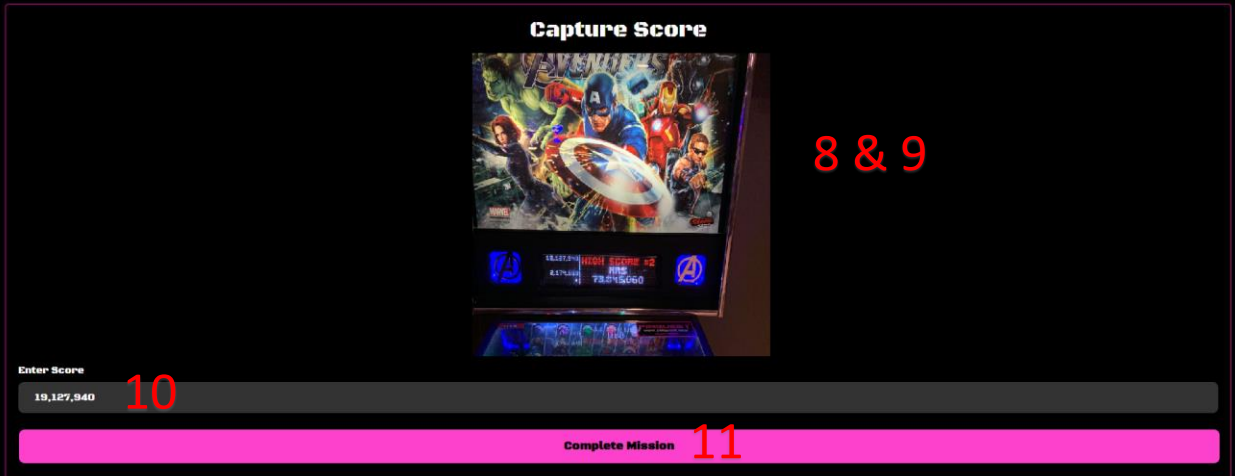 Capture Score
AVENGERS
8 & 9
MARVEL
HIGH SCORE #2
73,845,060
Enter Score
19,127,940
10
Complete Mission
11